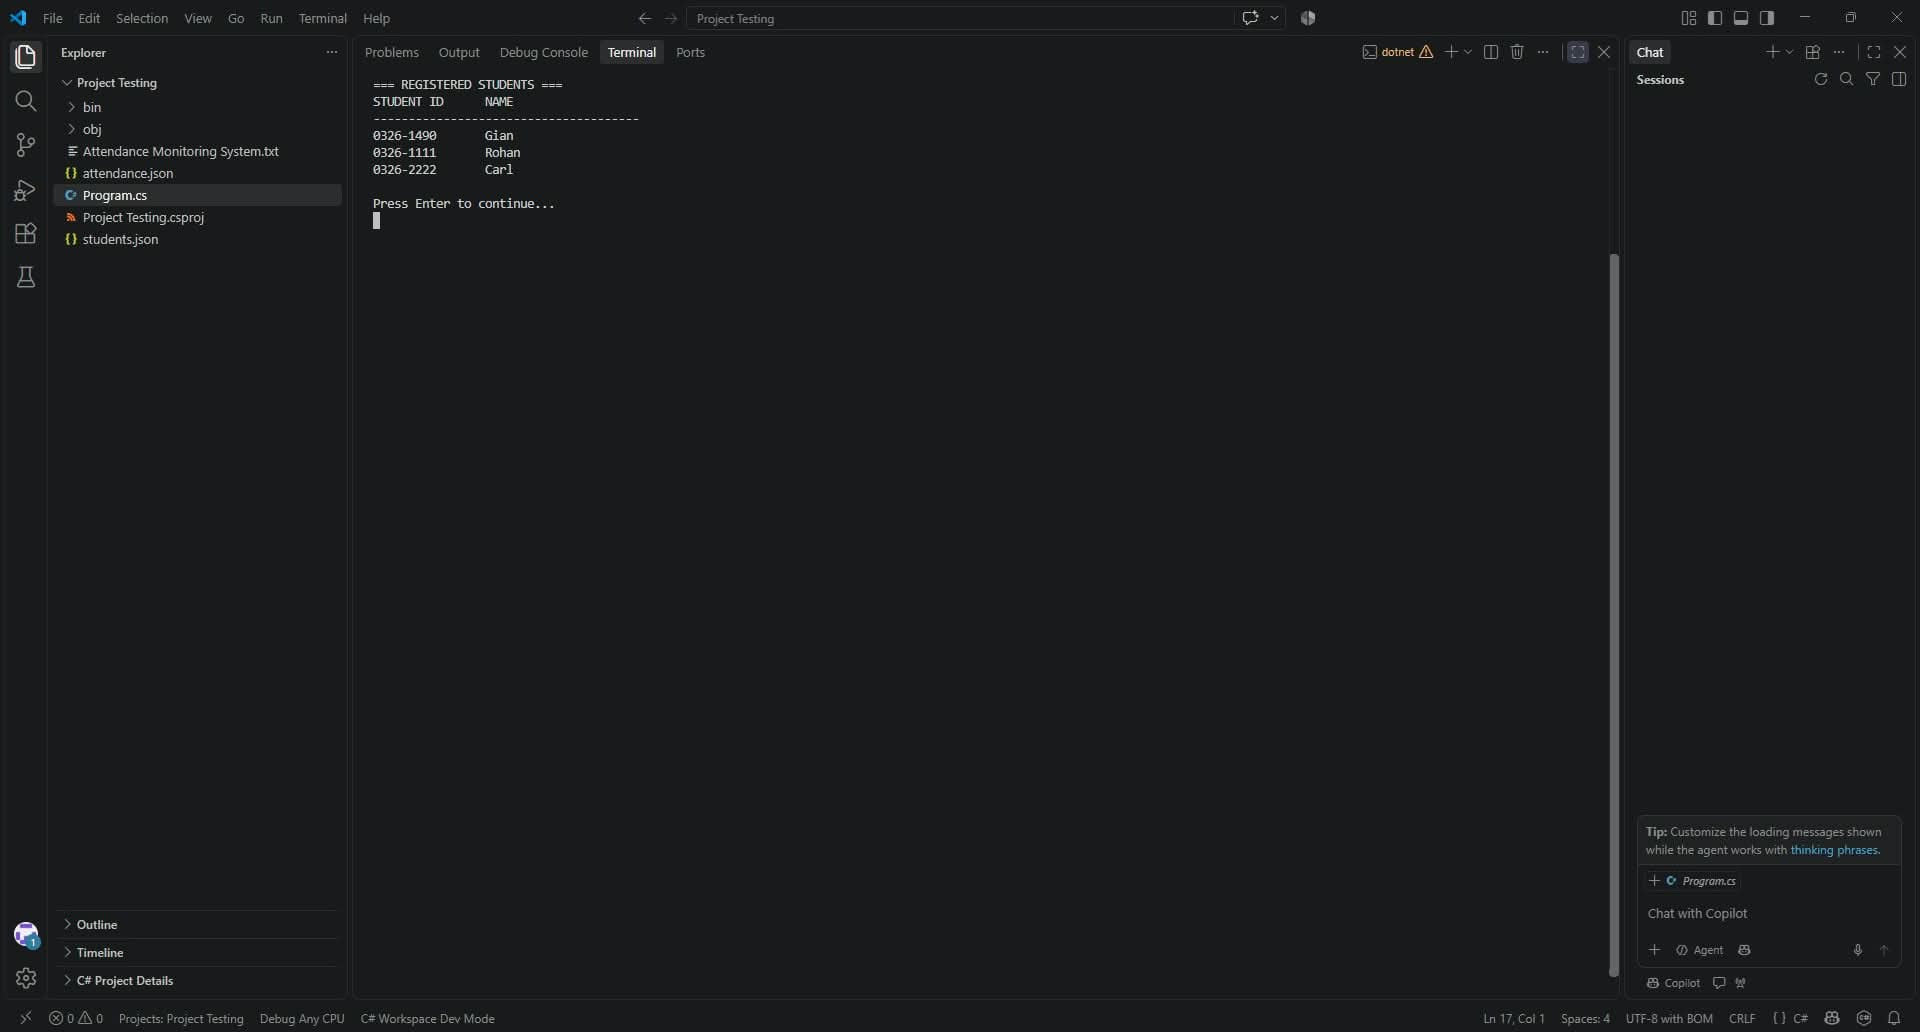 File Edit Selection View Go Run Terminal Help
Project Testing
Explorer
Project Testing
bin
obj
Attendance Monitoring System.txt
{} attendance.json
C# Program.cs
Project Testing.csproj
{} students.json
Outline
Timeline
C# Project Details
1
Problems Output Debug Console Terminal Ports
dotnet
=== REGISTERED STUDENTS ===
STUDENT ID NAME
--------------------------------------
0326-1490 Gian
0326-1111 Rohan
0326-2222 Carl
Press Enter to continue...
Chat
Sessions
Tip: Customize the loading messages shown
while the agent works with thinking phrases.
Program.cs
Chat with Copilot
Agent
Copilot
0 0 Projects: Project Testing Debug Any CPU C# Workspace Dev Mode
Ln 17, Col 1 Spaces: 4 UTF-8 with BOM CRLF {} C#